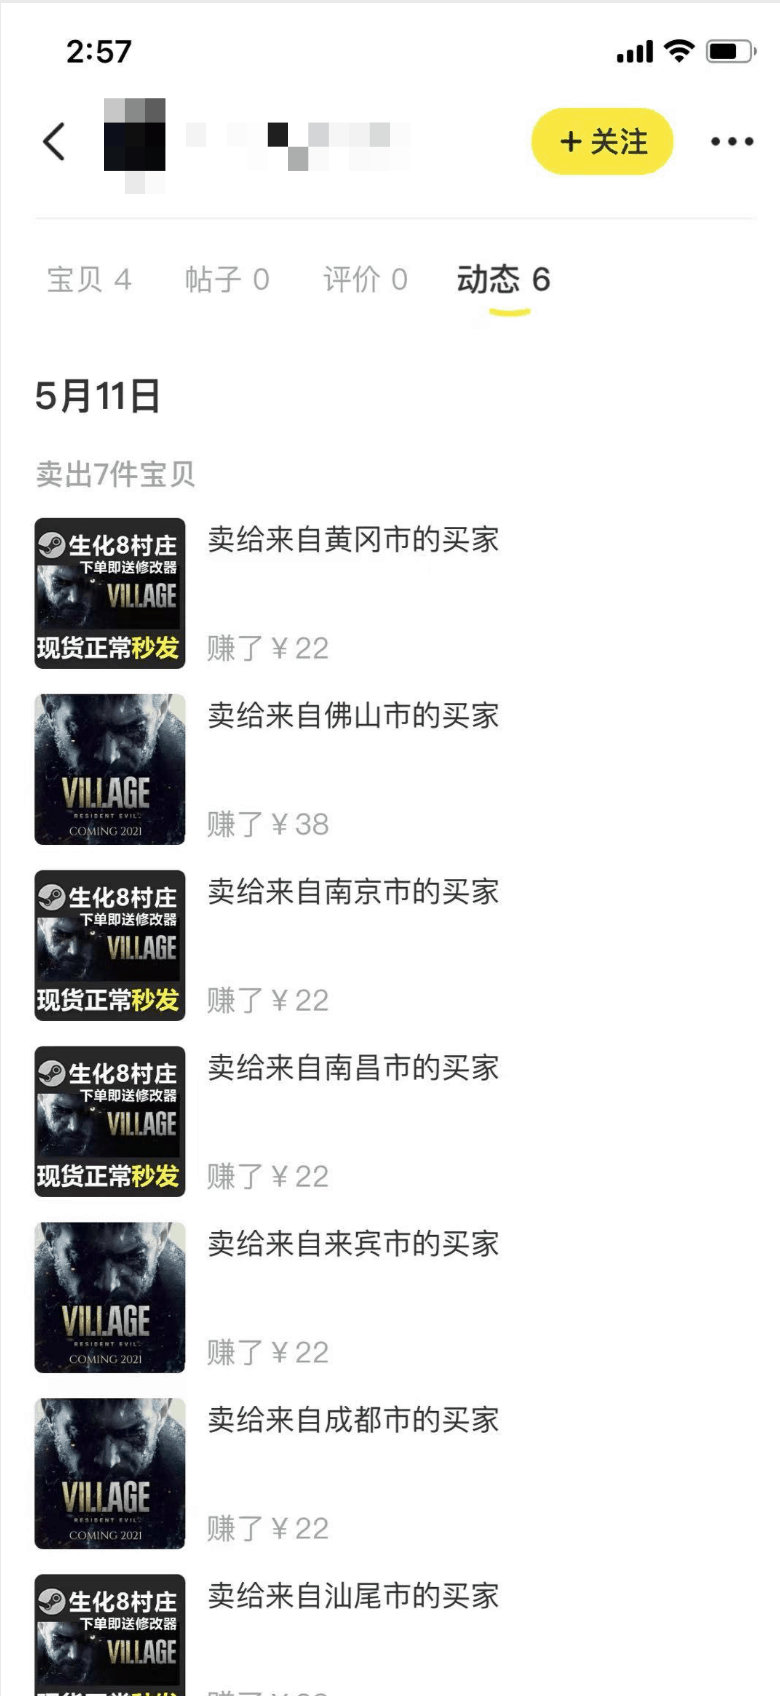 2:57
+ 关注
宝贝 4 帖子 0 评价 0 动态 6
5月11日
卖出7件宝贝
生化8村庄
下单即送修改器
VILLAGE
现货正常秒发
卖给来自黄冈市的买家
赚了¥22
VILLAGE
RESIDENT EVIL
COMING 2021
卖给来自佛山市的买家
赚了¥38
生化8村庄
下单即送修改器
VILLAGE
现货正常秒发
卖给来自南京市的买家
赚了¥22
生化8村庄
下单即送修改器
VILLAGE
现货正常秒发
卖给来自南昌市的买家
赚了¥22
VILLAGE
RESIDENT EVIL
COMING 2021
卖给来自来宾市的买家
赚了¥22
VILLAGE
RESIDENT EVIL
COMING 2021
卖给来自成都市的买家
赚了¥22
生化8村庄
下单即送修改器
VILLAGE
卖给来自汕尾市的买家